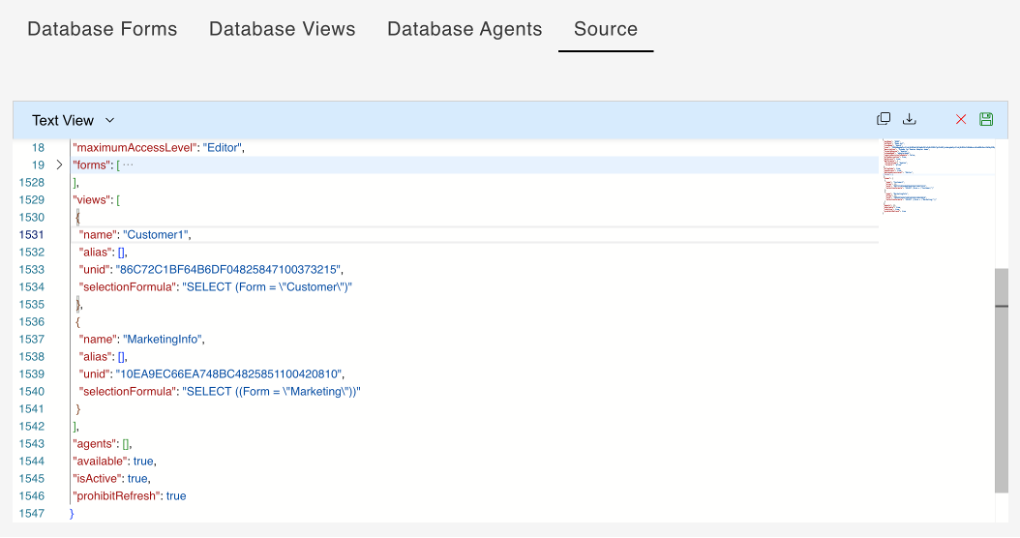 Database Forms Database Views Database Agents Source
Text View
18 "maximumAccessLevel": "Editor",
19 "forms": [ ···
1528 ],
1529 "views": [
1530 {
1531 "name": "Customer1",
1532 "alias": [],
1533 "unid": "86C72C1BF64B6DF04825847100373215",
1534 "selectionFormula": "SELECT (Form = \"Customer\")"
1535 },
1536 {
1537 "name": "MarketingInfo",
1538 "alias": [],
1539 "unid": "10EA9EC66EA748BC4825851100420810",
1540 "selectionFormula": "SELECT ((Form = \"Marketing\"))"
1541 }
1542 ],
1543 "agents": [],
1544 "available": true,
1545 "isActive": true,
1546 "prohibitRefresh": true
1547 }